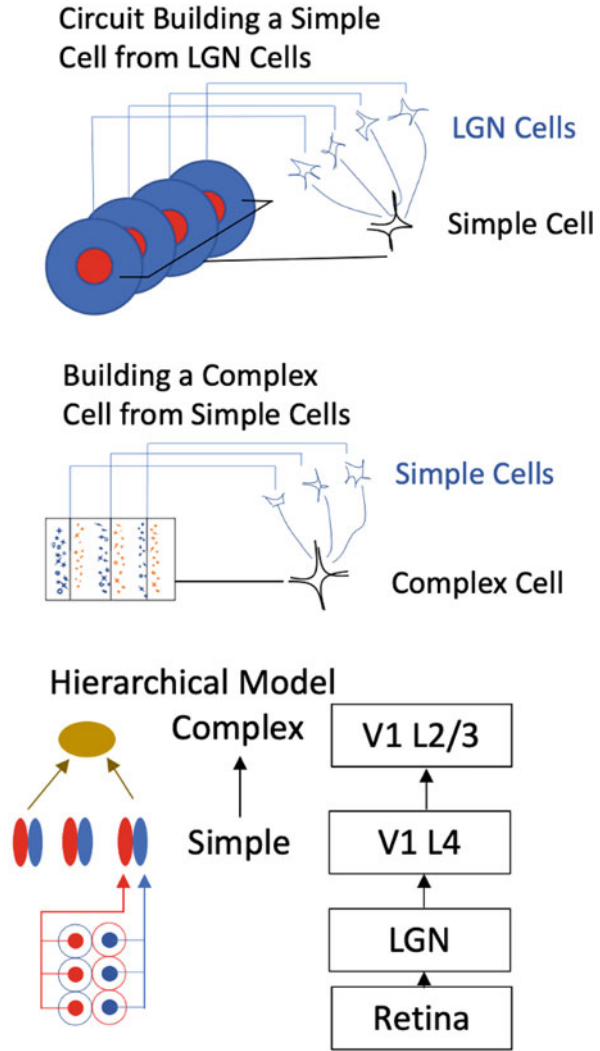 Circuit Building a Simple
Cell from LGN Cells
LGN Cells
Simple Cell
Building a Complex
Cell from Simple Cells
Simple Cells
Complex Cell
Hierarchical Model
Complex
V1 L2/3
Simple
V1 L4
LGN
Retina